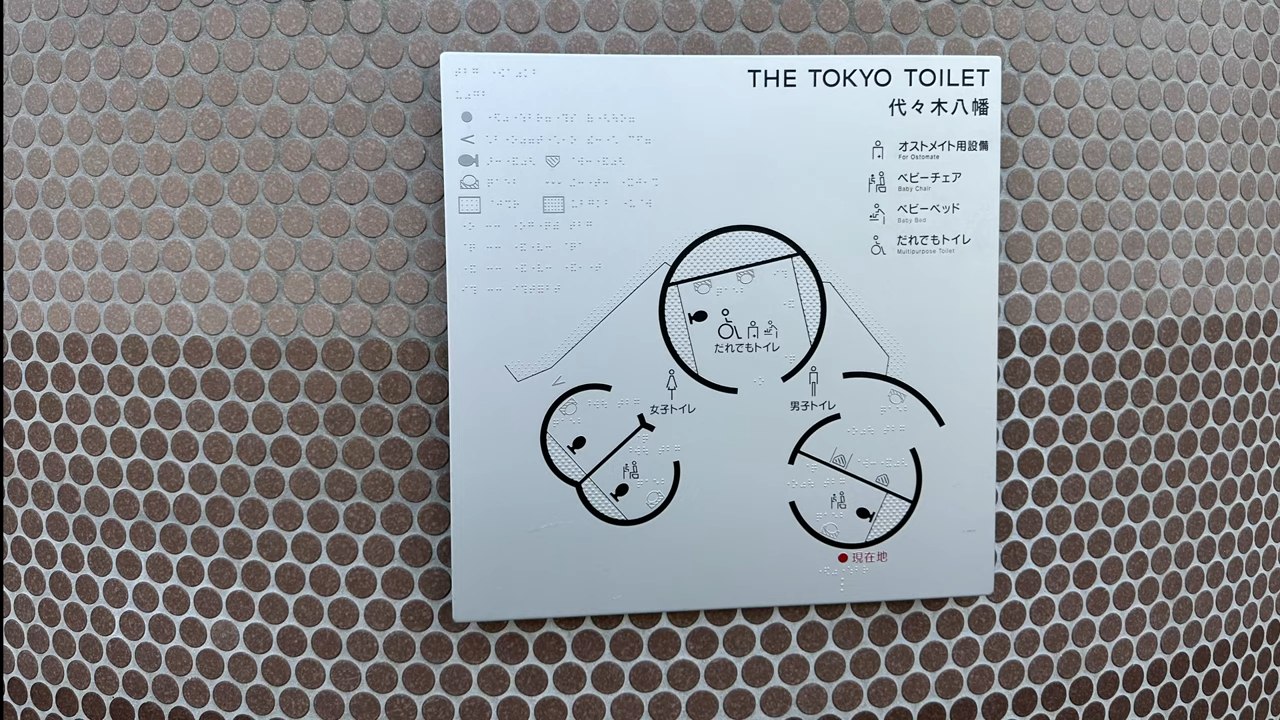 THE TOKYO TOILET
代々木八幡
オストメイト用設備
For Ostomate
ベビーチェア
Baby Chair
ベビーベッド
Baby Bed
だれでもトイレ
Multipurpose Toilet
だれでもトイレ
女子トイレ
男子トイレ
現在地